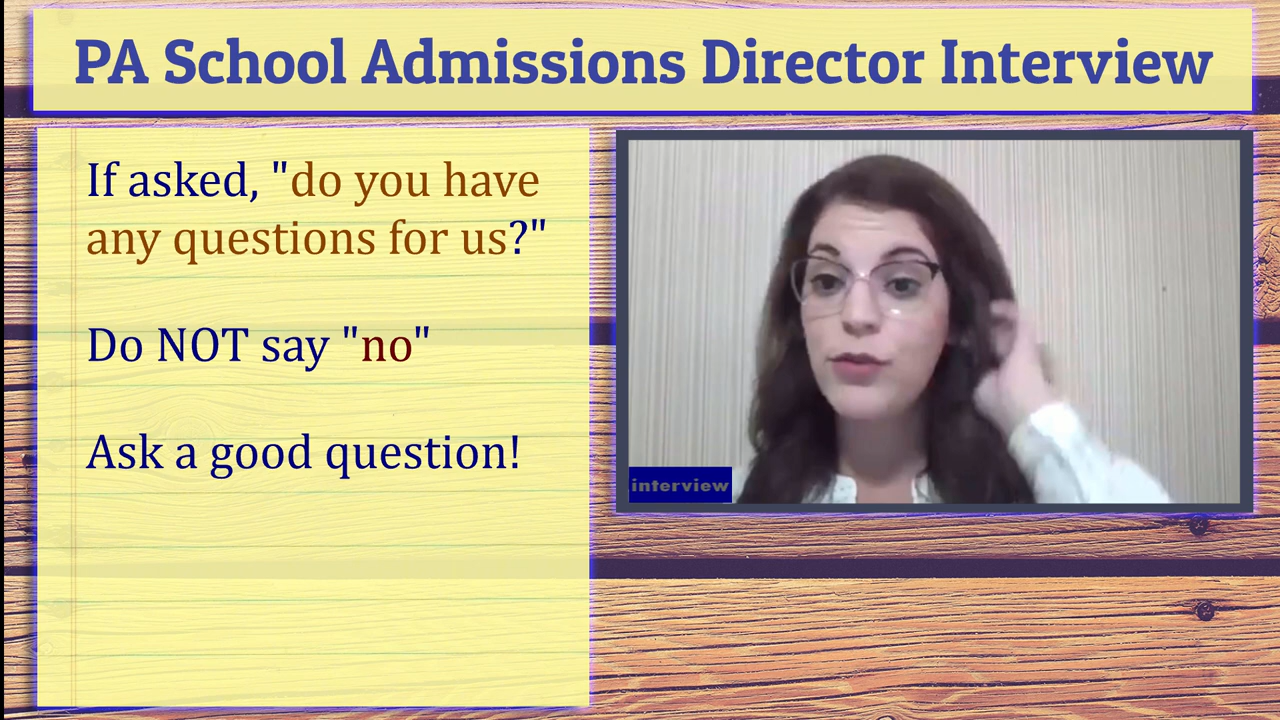 PA School Admissions Director Interview
If asked, "do you have
any questions for us?"
Do NOT say "no"
Ask a good question!
interview